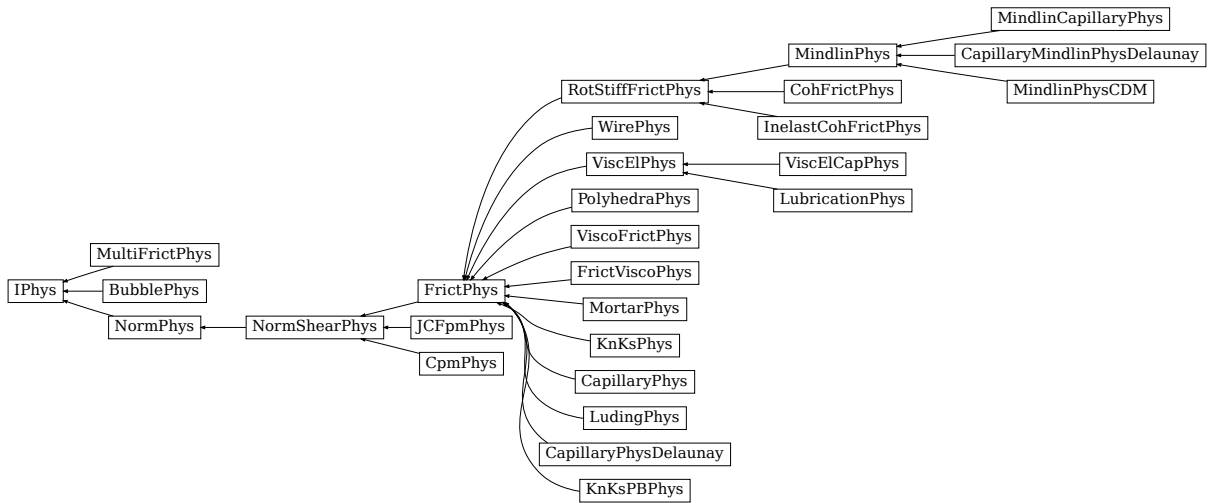 MindlinCapillaryPhys
MindlinPhys
CapillaryMindlinPhysDelaunay
RotStiffFrictPhys
CohFrictPhys
MindlinPhysCDM
WirePhys
InelastCohFrictPhys
ViscElPhys
ViscElCapPhys
PolyhedraPhys
LubricationPhys
ViscoFrictPhys
MultiFrictPhys
FrictViscoPhys
IPhys
BubblePhys
FrictPhys
MortarPhys
NormPhys
NormShearPhys
JCFpmPhys
KnKsPhys
CpmPhys
CapillaryPhys
LudingPhys
CapillaryPhysDelaunay
KnKsPBPhys